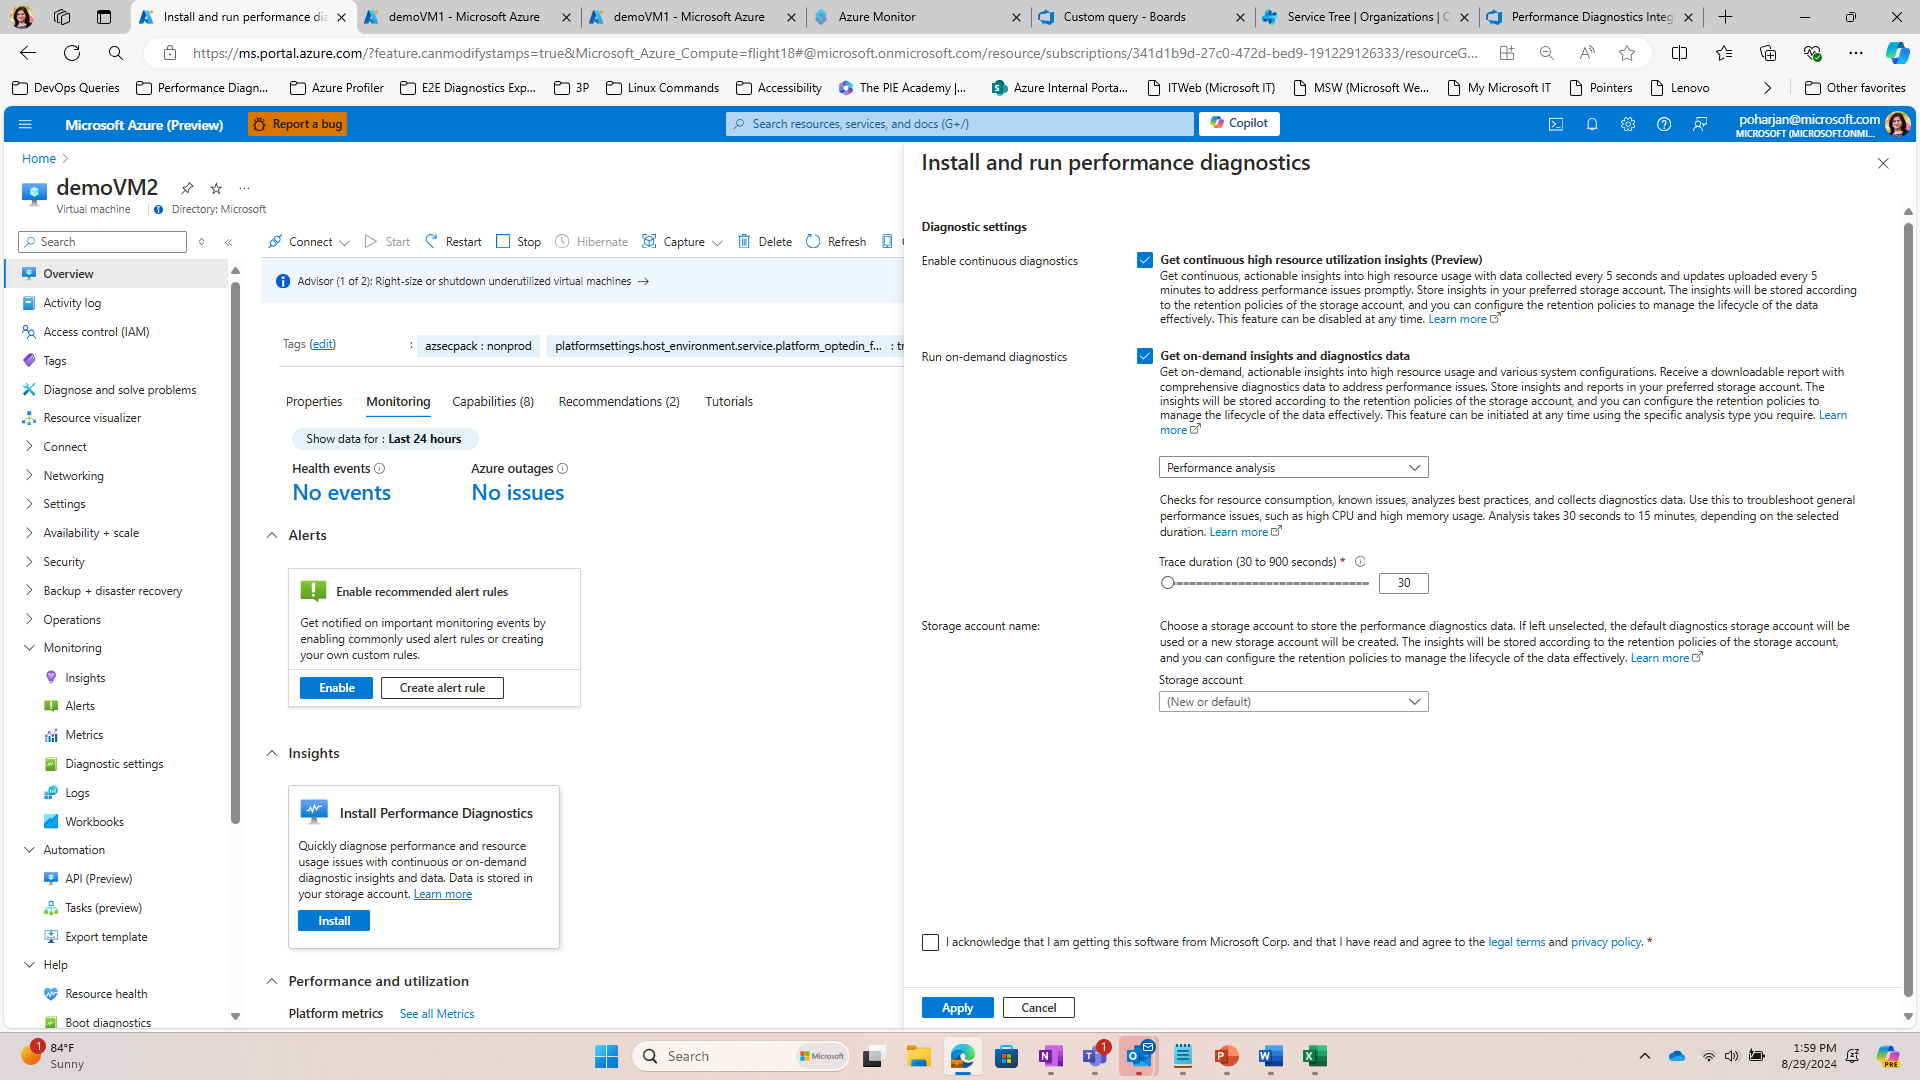 Install and run performance dia
demoVM1 - Microsoft Azure
demoVM1 - Microsoft Azure
Azure Monitor
Custom query - Boards
Service Tree | Organizations | O
Performance Diagnostics Integ
https://ms.portal.azure.com/?feature.canmodifystamps=true&Microsoft_Azure_Compute=flight18#@microsoft.onmicrosoft.com/resource/subscriptions/341d1b9d-27c0-472d-bed9-191229126333/resourceG...
DevOps Queries
Performance Diagn...
Azure Profiler
E2E Diagnostics Exp...
3P
Linux Commands
Accessibility
The PIE Academy |...
Azure Internal Porta...
ITWeb (Microsoft IT)
MSW (Microsoft We...
My Microsoft IT
Pointers
Lenovo
Other favorites
Microsoft Azure (Preview)
Report a bug
Search resources, services, and docs (G+/)
Copilot
poharjan@microsoft.com
MICROSOFT (MICROSOFT.ONMI...
Home
demoVM2
Virtual machine
Directory: Microsoft
Search
Overview
Activity log
Access control (IAM)
Tags
Diagnose and solve problems
Resource visualizer
Connect
Networking
Settings
Availability + scale
Security
Backup + disaster recovery
Operations
Monitoring
Insights
Alerts
Metrics
Diagnostic settings
Logs
Workbooks
Automation
API (Preview)
Tasks (preview)
Export template
Help
Resource health
Boot diagnostics
Connect
Start
Restart
Stop
Hibernate
Capture
Delete
Refresh
Advisor (1 of 2): Right-size or shutdown underutilized virtual machines →
Tags (edit)
:
azsecpack : nonprod
platformsettings.host_environment.service.platform_optedin_f... : tr
Properties
Monitoring
Capabilities (8)
Recommendations (2)
Tutorials
Show data for : Last 24 hours
Health events
Azure outages
No events
No issues
Alerts
Enable recommended alert rules
Get notified on important monitoring events by
enabling commonly used alert rules or creating
your own custom rules.
Enable
Create alert rule
Insights
Install Performance Diagnostics
Quickly diagnose performance and resource
usage issues with continuous or on-demand
diagnostic insights and data. Data is stored in
your storage account. Learn more
Install
Performance and utilization
Platform metrics
See all Metrics
Install and run performance diagnostics
Diagnostic settings
Enable continuous diagnostics
Get continuous high resource utilization insights (Preview)
Get continuous, actionable insights into high resource usage with data collected every 5 seconds and updates uploaded every 5
minutes to address performance issues promptly. Store insights in your preferred storage account. The insights will be stored according
to the retention policies of the storage account, and you can configure the retention policies to manage the lifecycle of the data
effectively. This feature can be disabled at any time. Learn more
Run on-demand diagnostics
Get on-demand insights and diagnostics data
Get on-demand, actionable insights into high resource usage and various system configurations. Receive a downloadable report with
comprehensive diagnostics data to address performance issues. Store insights and reports in your preferred storage account. The
insights will be stored according to the retention policies of the storage account, and you can configure the retention policies to
manage the lifecycle of the data effectively. This feature can be initiated at any time using the specific analysis type you require. Learn
more
Performance analysis
Checks for resource consumption, known issues, analyzes best practices, and collects diagnostics data. Use this to troubleshoot general
performance issues, such as high CPU and high memory usage. Analysis takes 30 seconds to 15 minutes, depending on the selected
duration. Learn more
Trace duration (30 to 900 seconds) *
30
Storage account name:
Choose a storage account to store the performance diagnostics data. If left unselected, the default diagnostics storage account will be
used or a new storage account will be created. The insights will be stored according to the retention policies of the storage account,
and you can configure the retention policies to manage the lifecycle of the data effectively. Learn more
Storage account
(New or default)
I acknowledge that I am getting this software from Microsoft Corp. and that I have read and agree to the legal terms and privacy policy. *
Apply
Cancel
1
84°F
Sunny
Search
Microsoft
1
1:59 PM
8/29/2024
PRE